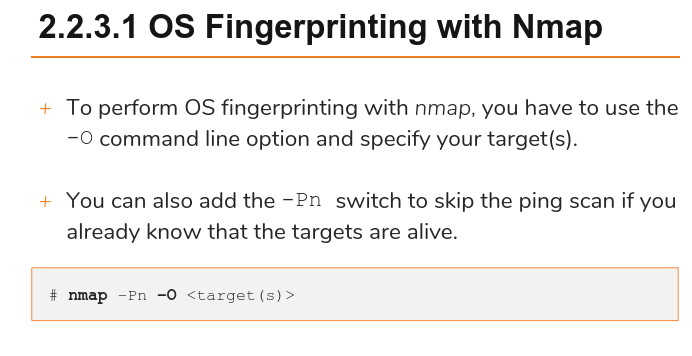 2.2.3.1 OS Fingerprinting with Nmap
+ To perform OS fingerprinting with nmap, you have to use the
-O command line option and specify your target(s).
+ You can also add the -Pn switch to skip the ping scan if you
already know that the targets are alive.
# nmap -Pn -O <target(s)>